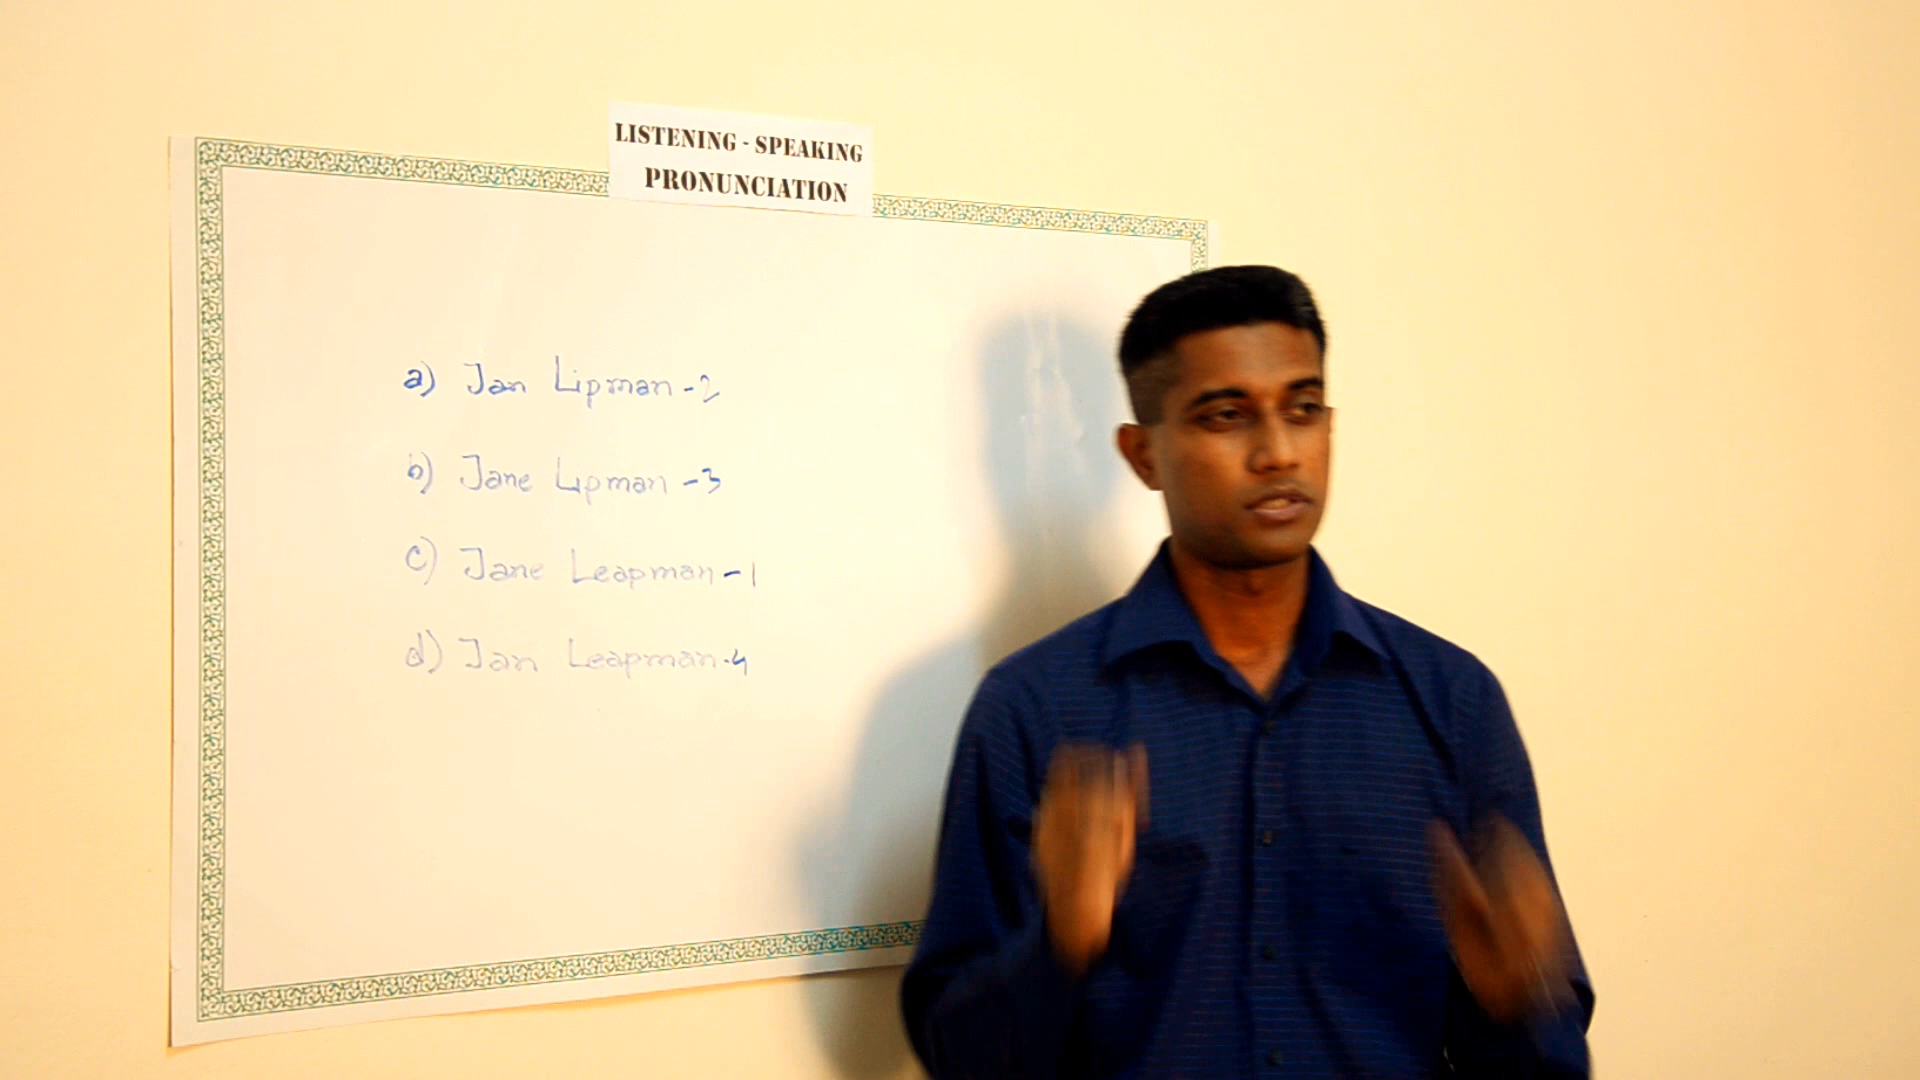 LISTENING - SPEAKING
PRONUNCIATION
a) Jan Lipman - 2
b) Jane Lipman - 3
c) Jane Leapman - 1
d) Jan Leapman - 4